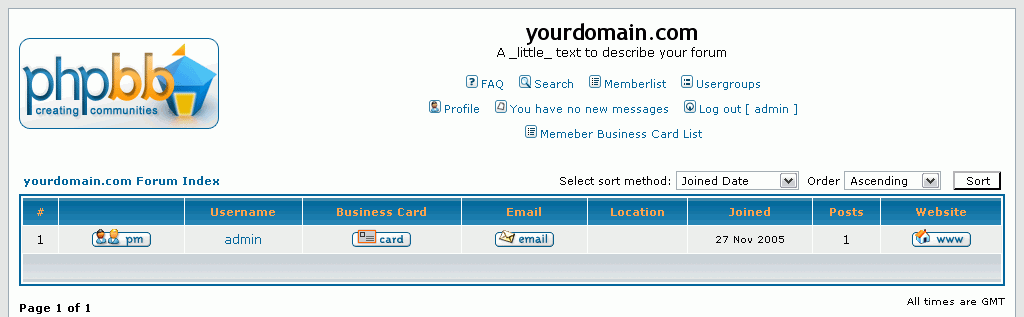 yourdomain.com
A _little_ text to describe your forum
phpbb
creating communities
FAQ Search Memberlist Usergroups
Profile You have no new messages Log out [ admin ]
Memeber Business Card List
yourdomain.com Forum Index Select sort method: Joined Date Order Ascending Sort
# Username Business Card Email Location Joined Posts Website
1 pm admin card email 27 Nov 2005 1 www
Page 1 of 1 All times are GMT